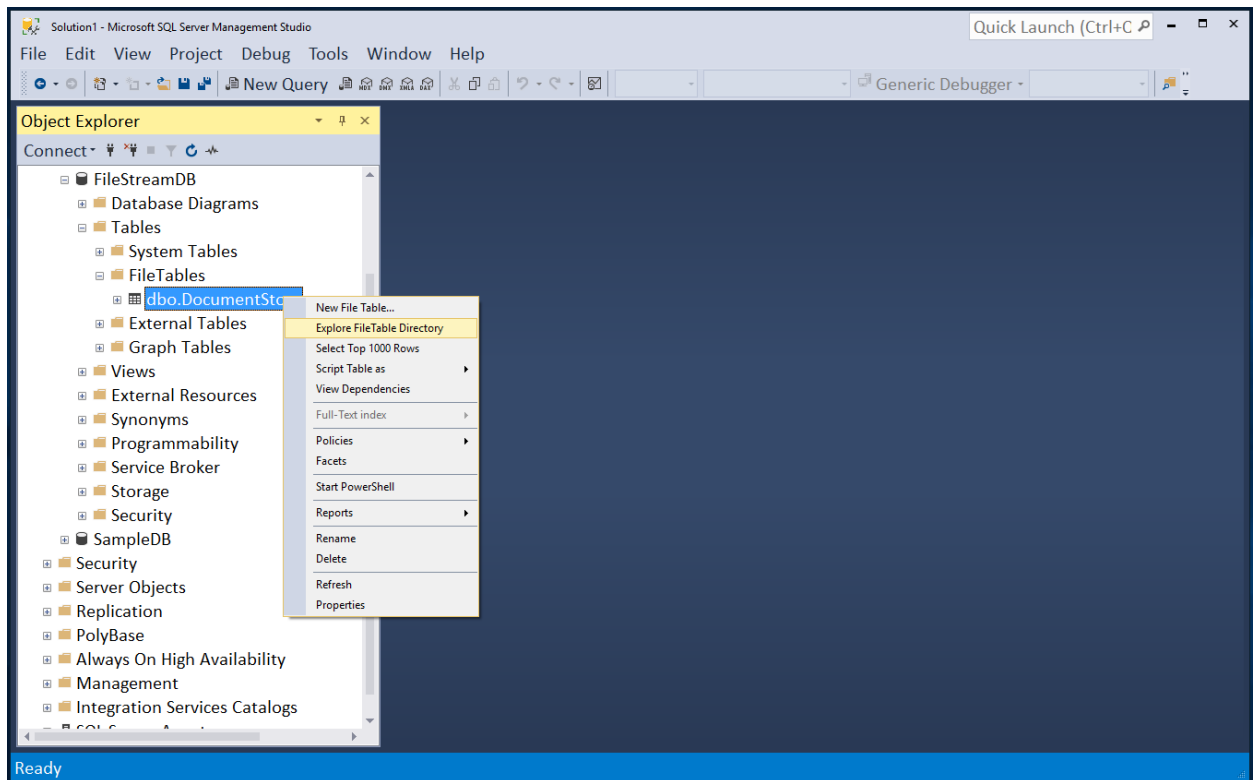 Solution1 - Microsoft SQL Server Management Studio
Quick Launch (Ctrl+C
File Edit View Project Debug Tools Window Help
New Query MDX DMX XMLA DAX
Generic Debugger
Object Explorer
Connect
FileStreamDB
Database Diagrams
Tables
System Tables
FileTables
dbo.DocumentSto
External Tables
Graph Tables
Views
External Resources
Synonyms
Programmability
Service Broker
Storage
Security
SampleDB
Security
Server Objects
Replication
PolyBase
Always On High Availability
Management
Integration Services Catalogs
New File Table...
Explore FileTable Directory
Select Top 1000 Rows
Script Table as
View Dependencies
Full-Text index
Policies
Facets
Start PowerShell
Reports
Rename
Delete
Refresh
Properties
Ready